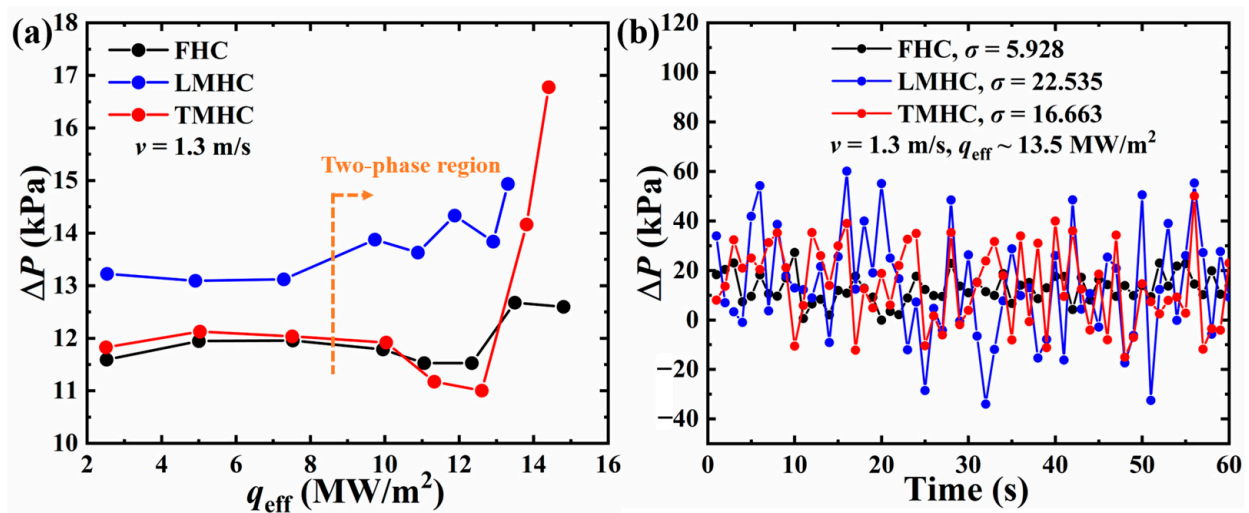 (a)
18
17
16
15
14
13
12
11
10
ΔP (kPa)
FHC
LMHC
TMHC
v = 1.3 m/s
Two-phase region
2 4 6 8 10 12 14 16
q_eff (MW/m²)
(b)
120
100
80
60
40
20
0
−20
−40
ΔP (kPa)
FHC, σ = 5.928
LMHC, σ = 22.535
TMHC, σ = 16.663
v = 1.3 m/s, q_eff ~ 13.5 MW/m²
0 10 20 30 40 50 60
Time (s)